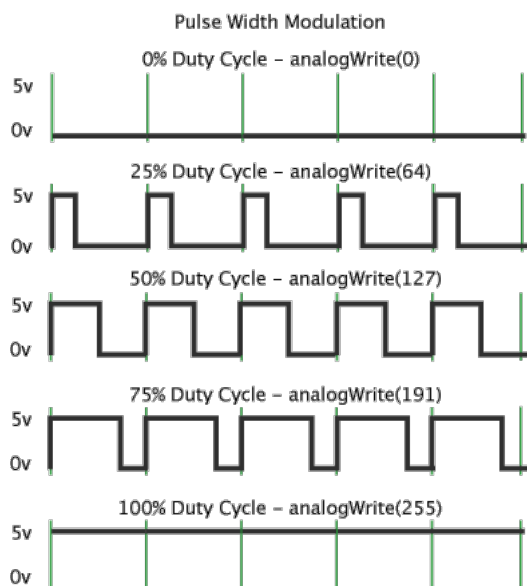 Pulse Width Modulation
0% Duty Cycle – analogWrite(0)
5v
0v
25% Duty Cycle – analogWrite(64)
5v
0v
50% Duty Cycle – analogWrite(127)
5v
0v
75% Duty Cycle – analogWrite(191)
5v
0v
100% Duty Cycle – analogWrite(255)
5v
0v